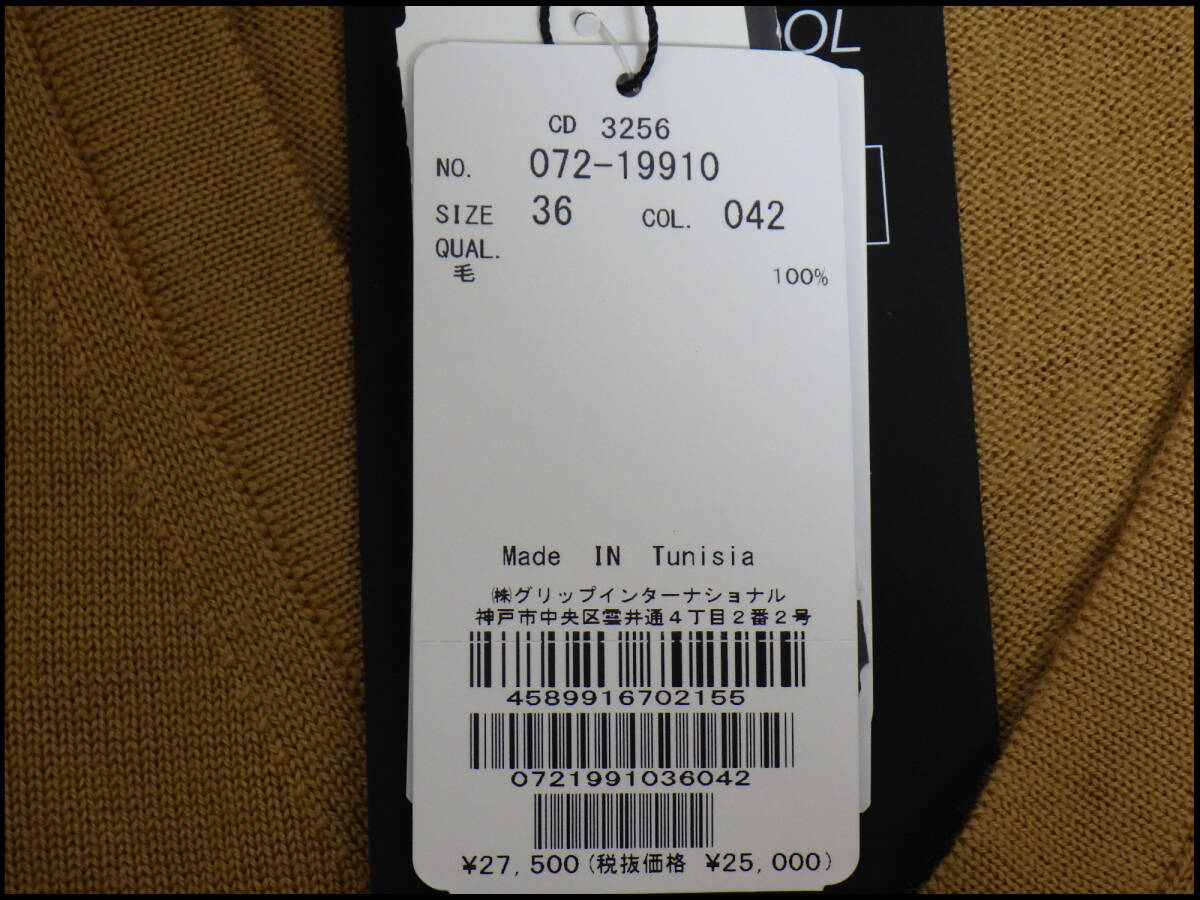 OL
CD 3256
NO. 072-19910
SIZE 36 COL. 042
QUAL.
毛 100%
Made IN Tunisia
㈱グリップインターナショナル
神戸市中央区雲井通4丁目2番2号
4589916702155
0721991036042
¥27,500(税抜価格 ¥25,000)